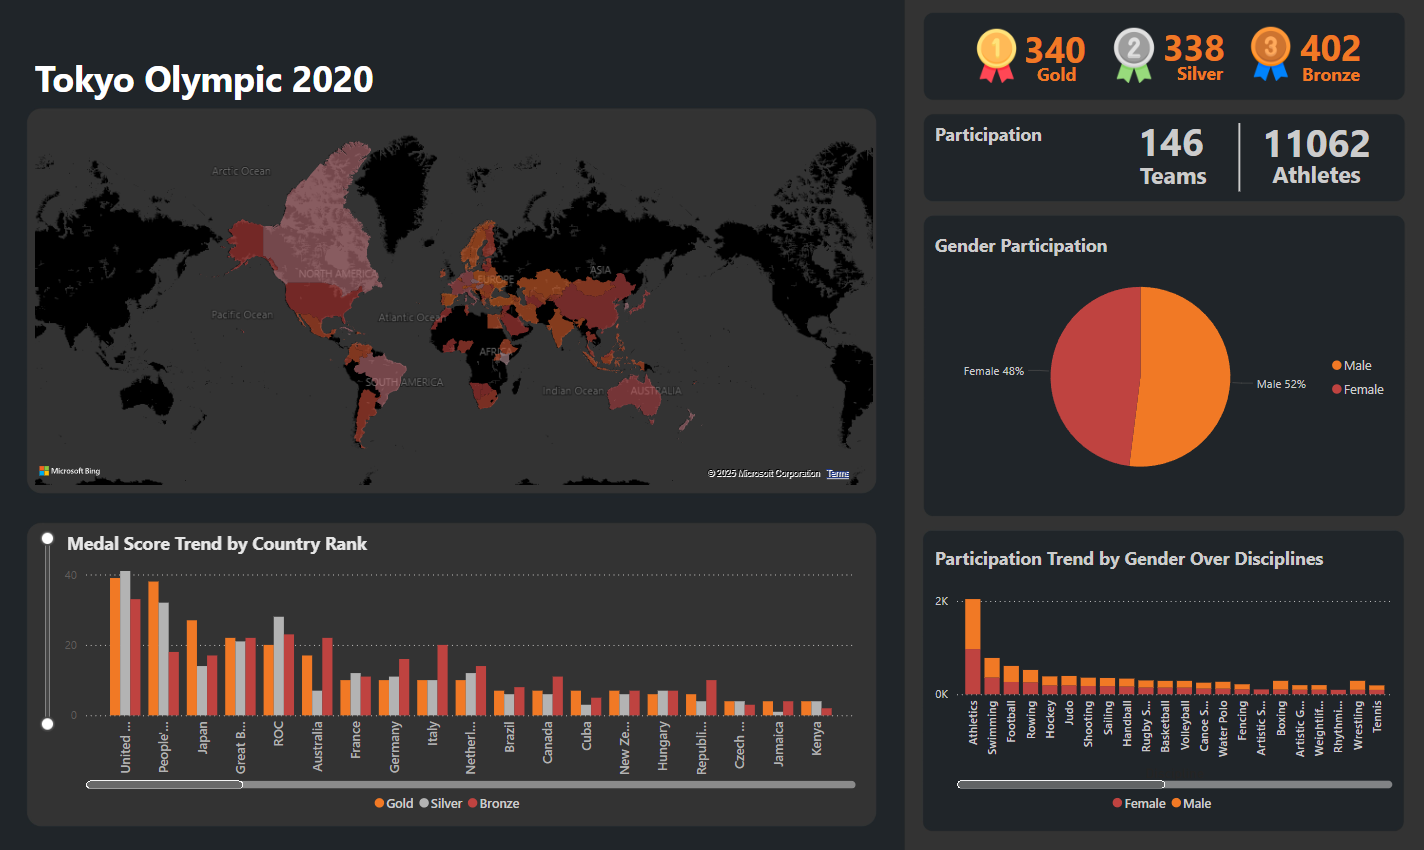 Tokyo Olympic 2020
Arctic Ocean
NORTH AMERICA
EUROPE
ASIA
Pacific Ocean
Atlantic Ocean
AFRICA
SOUTH AMERICA
Indian Ocean
AUSTRALIA
Microsoft Bing
© 2025 Microsoft Corporation Terms
Medal Score Trend by Country Rank
40
20
0
United ...
People'...
Japan
Great B...
ROC
Australia
France
Germany
Italy
Netherl...
Brazil
Canada
Cuba
New Ze...
Hungary
Republi...
Czech ...
Jamaica
Kenya
Gold Silver Bronze
1 340 Gold
2 338 Silver
3 402 Bronze
Participation
146 Teams
11062 Athletes
Gender Participation
Female 48%
Male 52%
Male
Female
Participation Trend by Gender Over Disciplines
2K
0K
Athletics
Swimming
Football
Rowing
Hockey
Judo
Shooting
Sailing
Handball
Rugby S...
Basketball
Volleyball
Canoe S...
Water Polo
Fencing
Artistic S...
Boxing
Artistic G...
Weightlif...
Rhythmi...
Wrestling
Tennis
Female Male